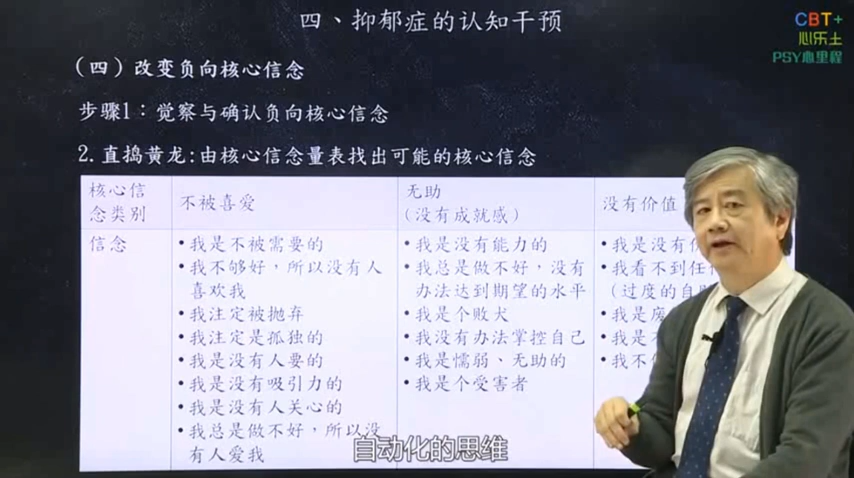 四、抑郁症的认知干预
CBT+
心乐土
PSY心里程
（四）改变负向核心信念
步骤1：觉察与确认负向核心信念
2.直捣黄龙:由核心信念量表找出可能的核心信念
核心信
念类别
不被喜爱
无助
(没有成就感)
没有价值
信念
•我是不被需要的
•我不够好，所以没有人
喜欢我
•我注定被抛弃
•我注定是孤独的
•我是没有人要的
•我是没有吸引力的
•我是没有人关心的
•我总是做不好，所以没
有人爱我
•我是没有能力的
•我总是做不好，没有
办法达到期望的水平
•我是个败犬
•我没有办法掌控自己
•我是懦弱、无助的
•我是个受害者
•我是没有
•我看不到任
(过度的自
•我是废
•我是
•我不
自动化的思维